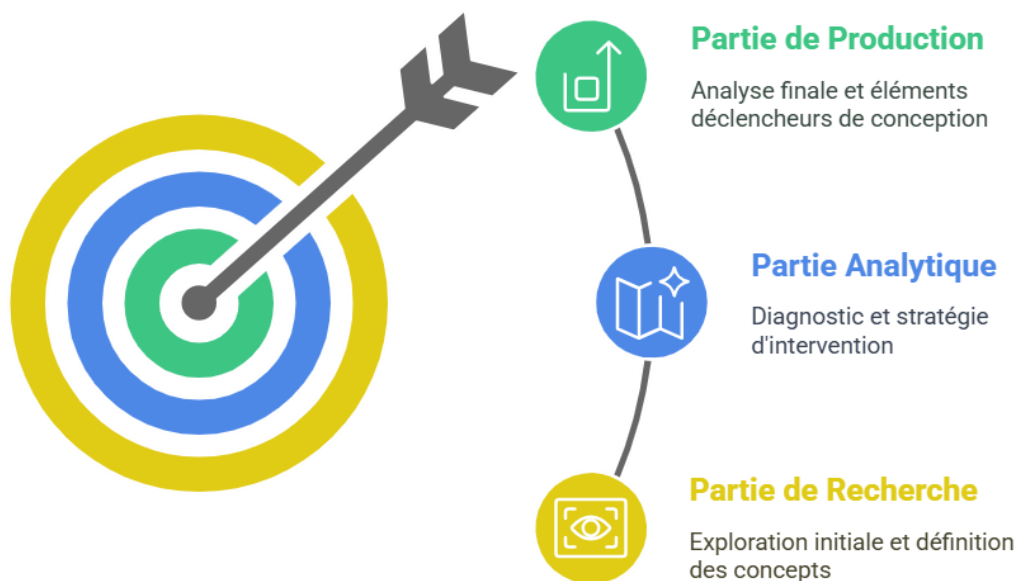 Partie de Production
Analyse finale et éléments
déclencheurs de conception
Partie Analytique
Diagnostic et stratégie
d'intervention
Partie de Recherche
Exploration initiale et définition
des concepts